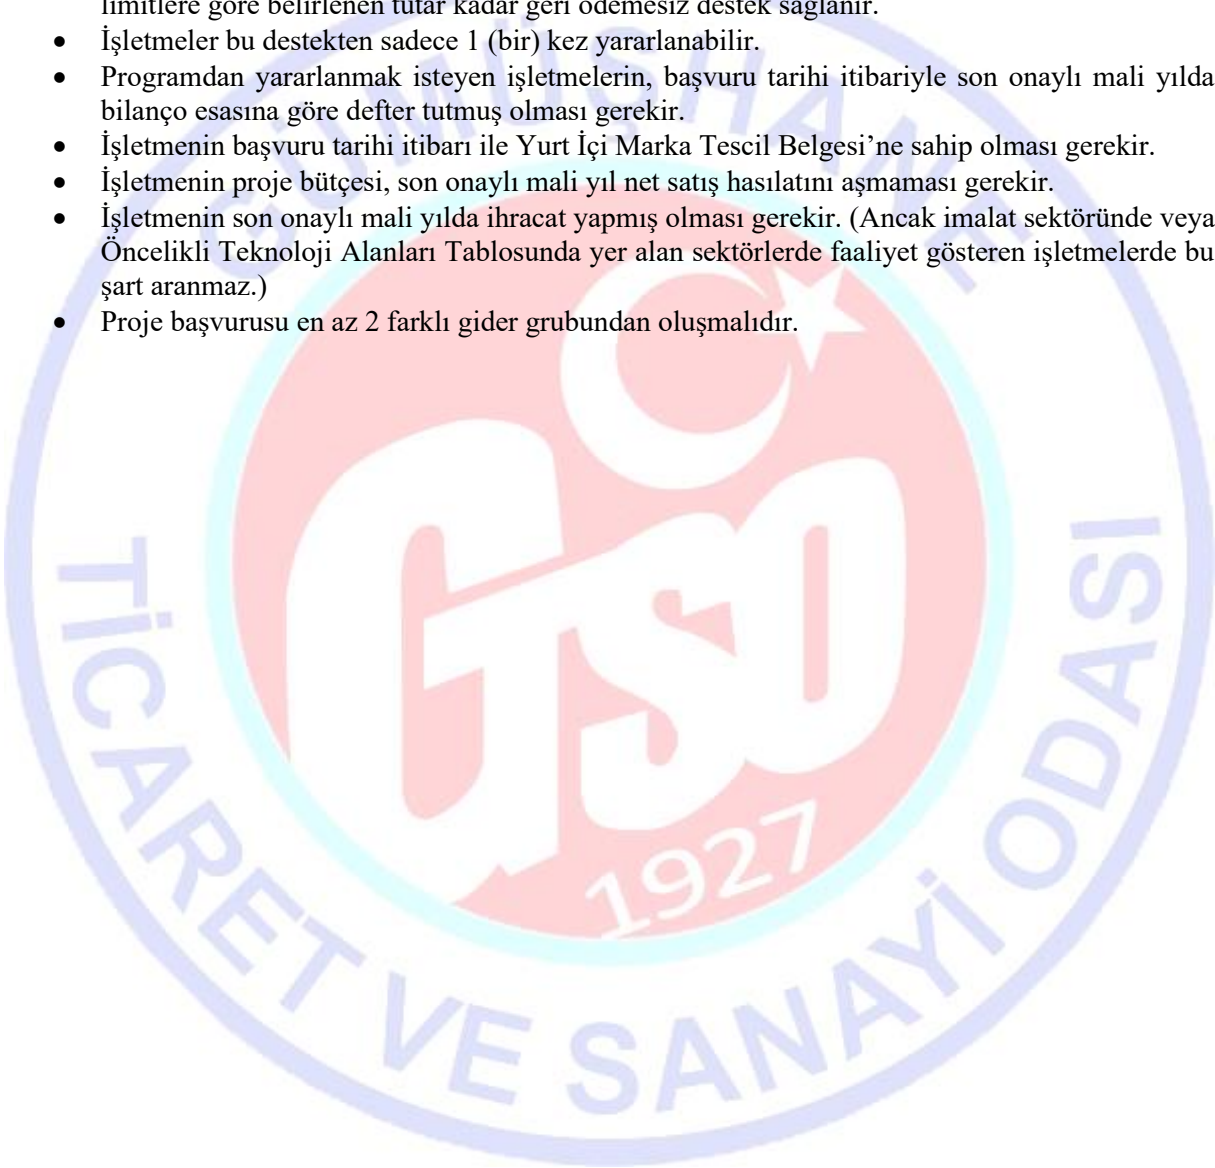 limitlere göre belirlenen tutar kadar geri ödemesiz destek sağlanır.
• İşletmeler bu destekten sadece 1 (bir) kez yararlanabilir.
• Programdan yararlanmak isteyen işletmelerin, başvuru tarihi itibariyle son onaylı mali yılda
bilanço esasına göre defter tutmuş olması gerekir.
• İşletmenin başvuru tarihi itibarı ile Yurt İçi Marka Tescil Belgesi’ne sahip olması gerekir.
• İşletmenin proje bütçesi, son onaylı mali yıl net satış hasılatını aşmaması gerekir.
• İşletmenin son onaylı mali yılda ihracat yapmış olması gerekir. (Ancak imalat sektöründe veya
Öncelikli Teknoloji Alanları Tablosunda yer alan sektörlerde faaliyet gösteren işletmelerde bu
şart aranmaz.)
• Proje başvurusu en az 2 farklı gider grubundan oluşmalıdır.
GÜMÜŞHANE
TİCARET VE SANAYİ ODASI
GTSO
1927